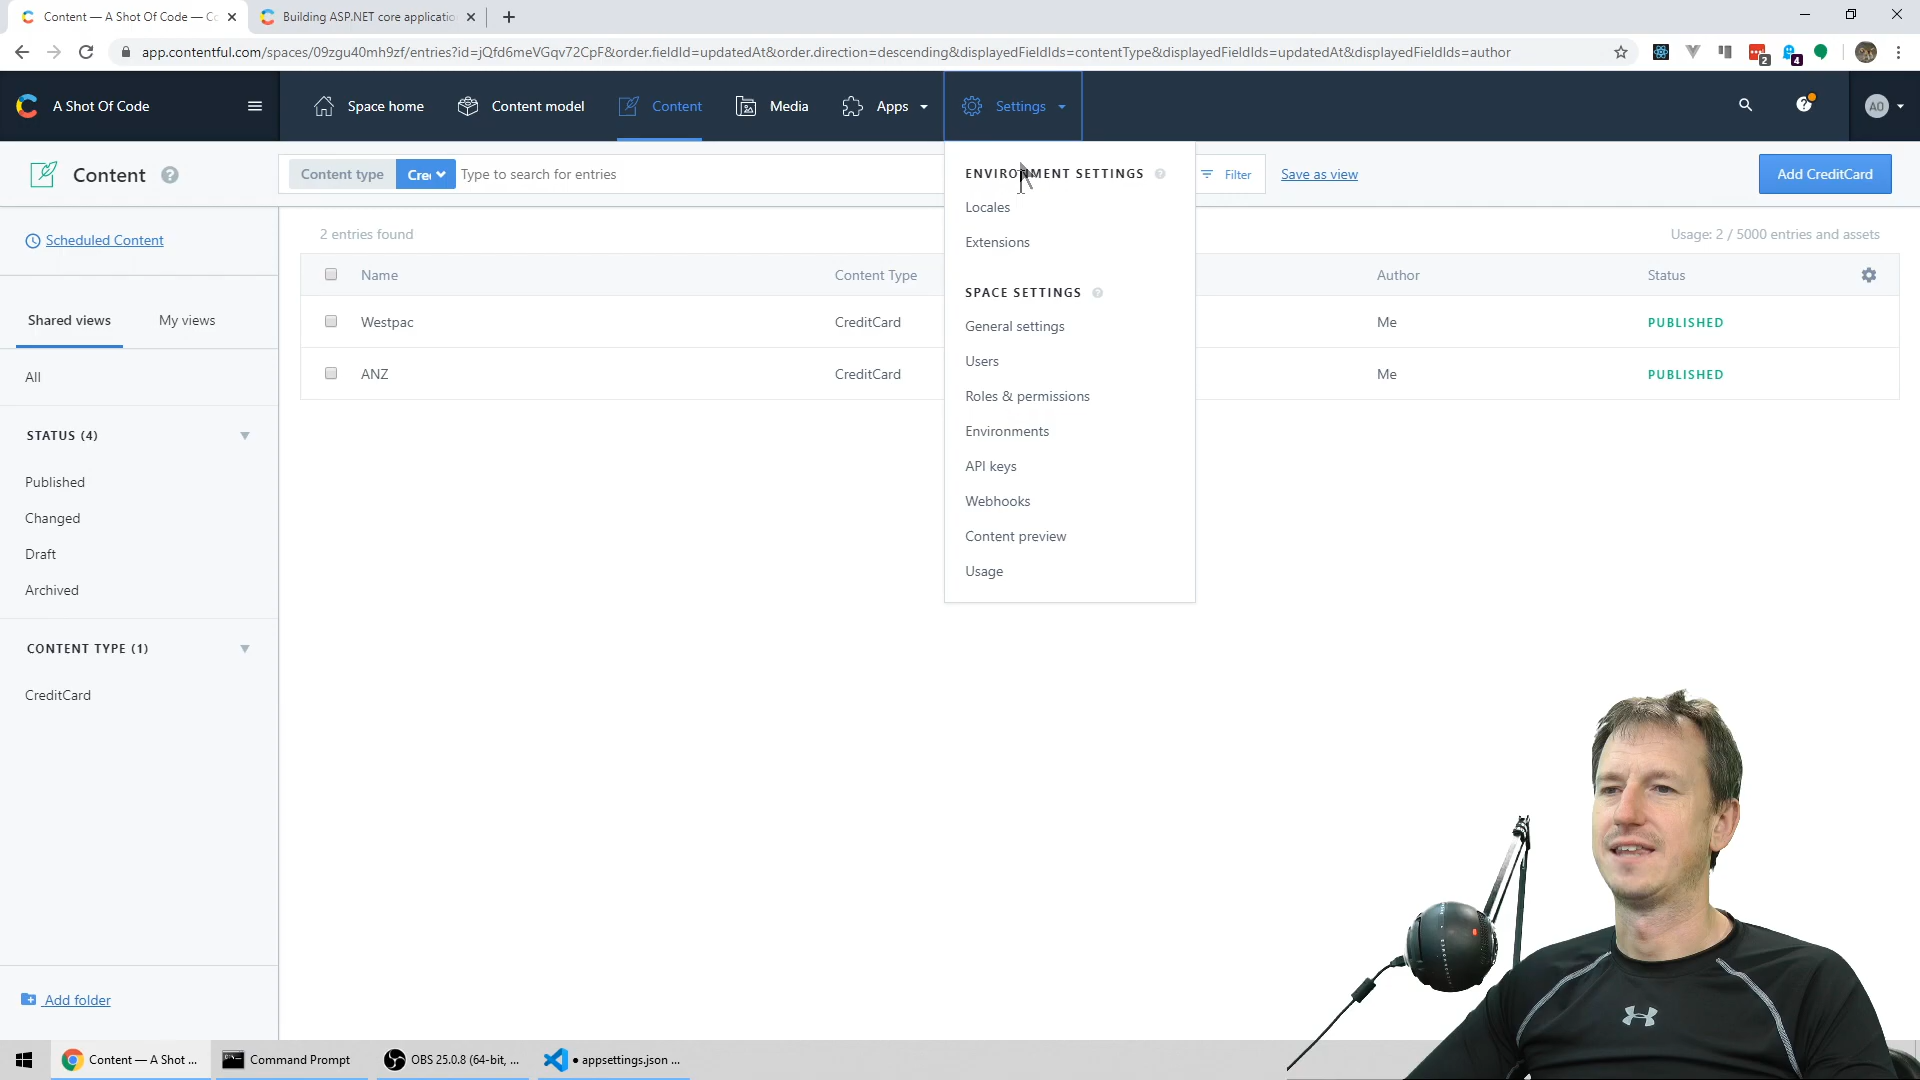 Content — A Shot Of Code — Co
Building ASP.NET core applicatio
app.contentful.com/spaces/09zgu40mh9zf/entries?id=jQfd6meVGqv72CpF&order.fieldId=updatedAt&order.direction=descending&displayedFieldIds=contentType&displayedFieldIds=updatedAt&displayedFieldIds=author
2
4
A Shot Of Code
Space home
Content model
Content
Media
Apps
Settings
AO
Content
Content type
Cre
Type to search for entries
Filter
Save as view
Add CreditCard
ENVIRONMENT SETTINGS
Locales
Extensions
SPACE SETTINGS
General settings
Users
Roles & permissions
Environments
API keys
Webhooks
Content preview
Usage
Scheduled Content
2 entries found
Usage: 2 / 5000 entries and assets
Name
Content Type
Author
Status
Westpac
CreditCard
Me
PUBLISHED
ANZ
CreditCard
Me
PUBLISHED
Shared views
My views
All
STATUS (4)
Published
Changed
Draft
Archived
CONTENT TYPE (1)
CreditCard
Add folder
Content — A Shot ...
Command Prompt
OBS 25.0.8 (64-bit, ...
● appsettings.json ...